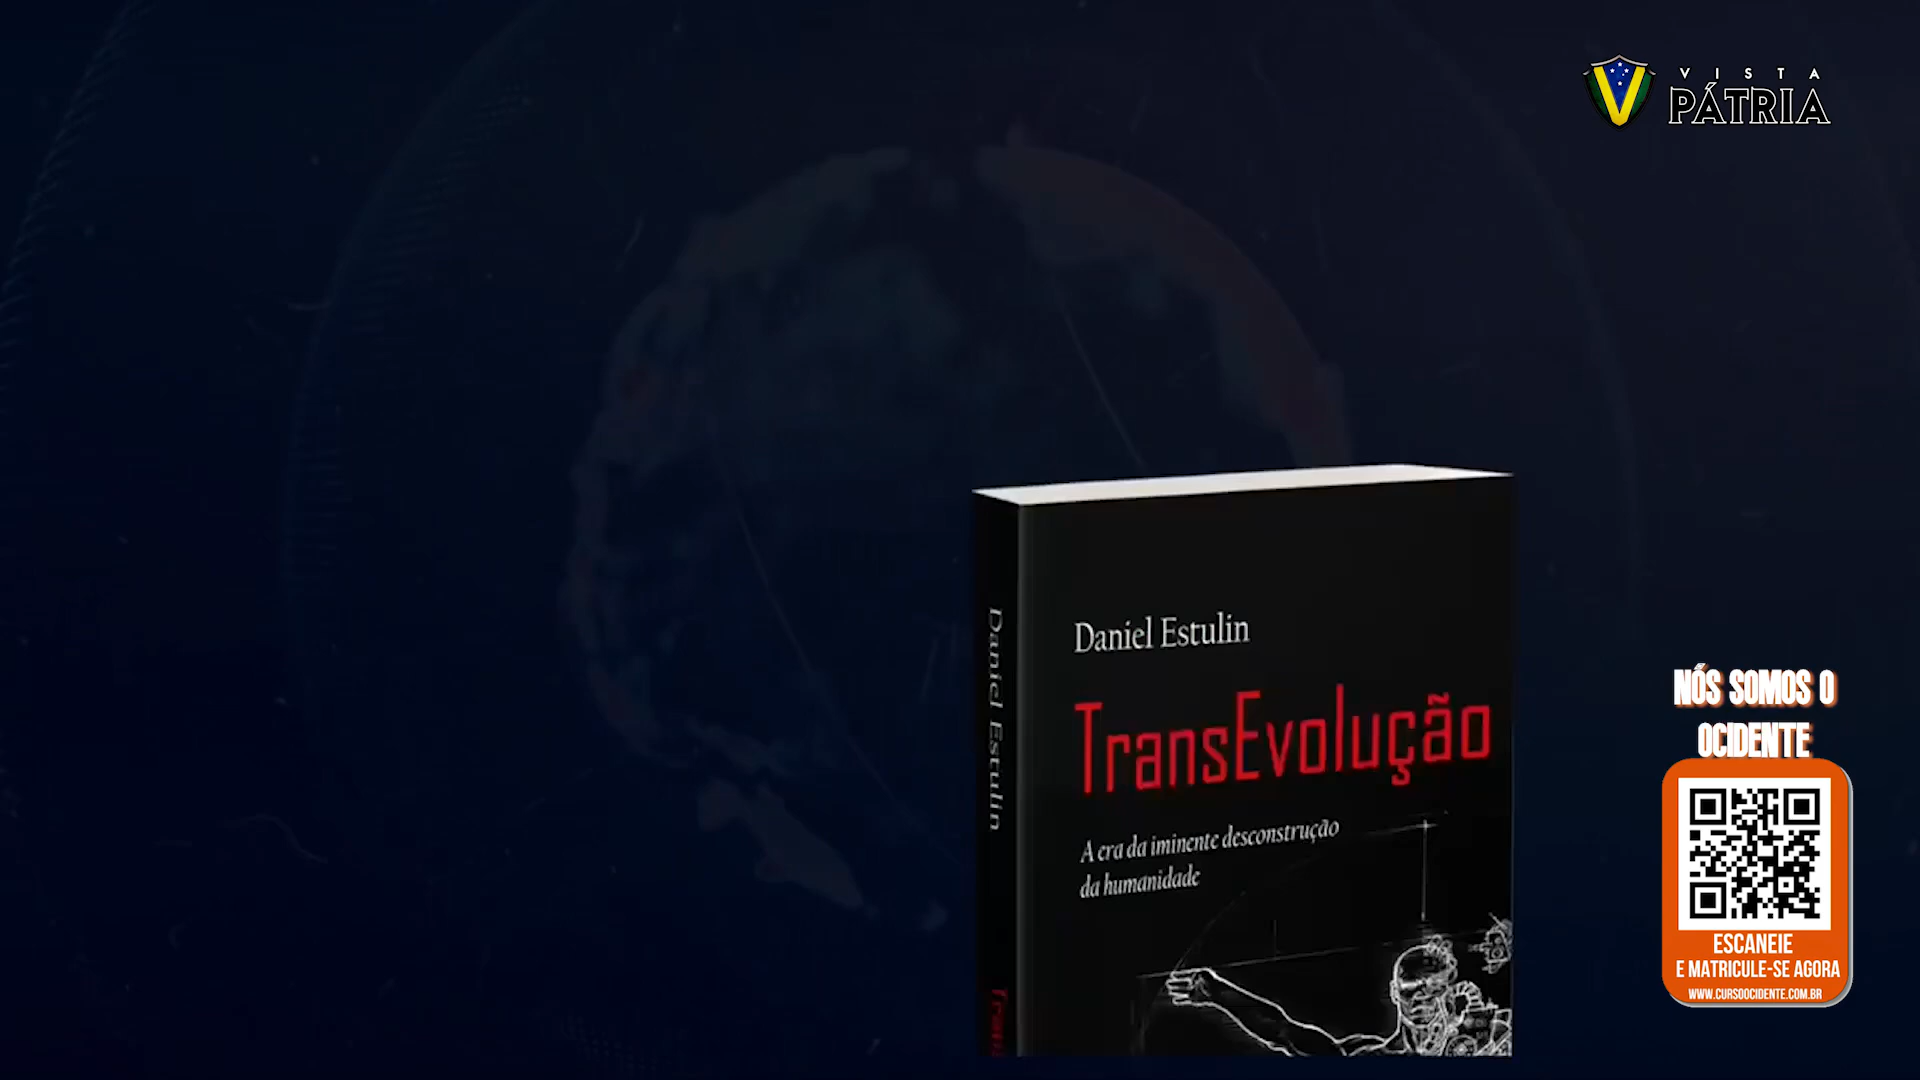 VISTA
PÁTRIA
Daniel Estulin
TransEvolução
A era da iminente desconstrução
da humanidade
Daniel Estulin
NÓS SOMOS O
OCIDENTE
ESCANEIE
E MATRICULE-SE AGORA
WWW.CURSOOCIDENTE.COM.BR